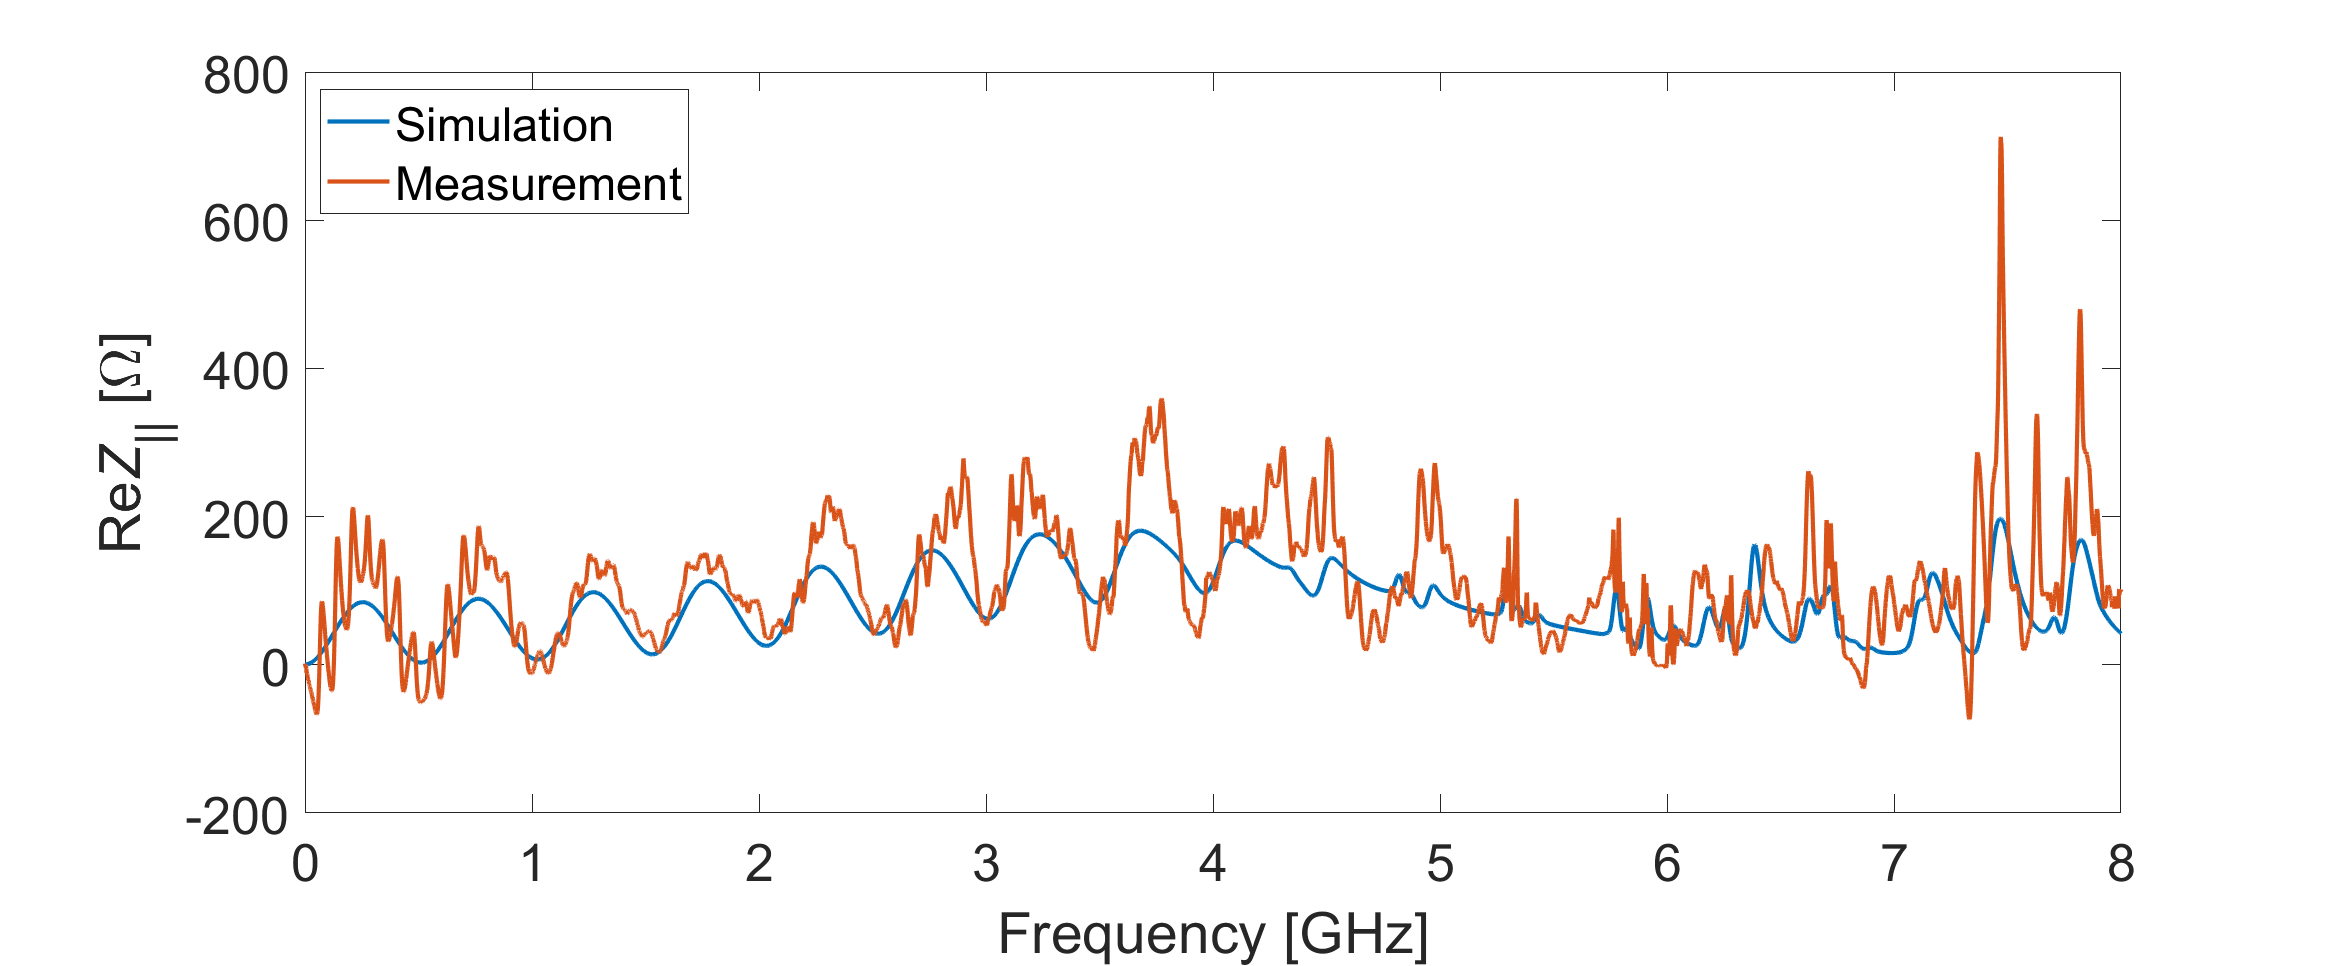 800
600
400
200
0
-200
Simulation
Measurement
ReZ|| [Ω]
0 1 2 3 4 5 6 7 8
Frequency [GHz]